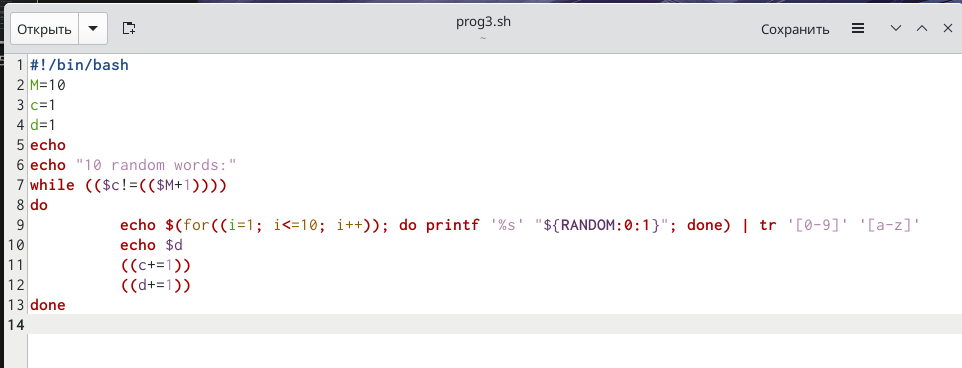 Открыть
prog3.sh
~
Сохранить
1 #!/bin/bash
2 M=10
3 c=1
4 d=1
5 echo
6 echo "10 random words:"
7 while (($c!=(($M+1))))
8 do
9 echo $(for((i=1; i<=10; i++)); do printf '%s' "${RANDOM:0:1}"; done) | tr '[0-9]' '[a-z]'
10 echo $d
11 ((c+=1))
12 ((d+=1))
13 done
14